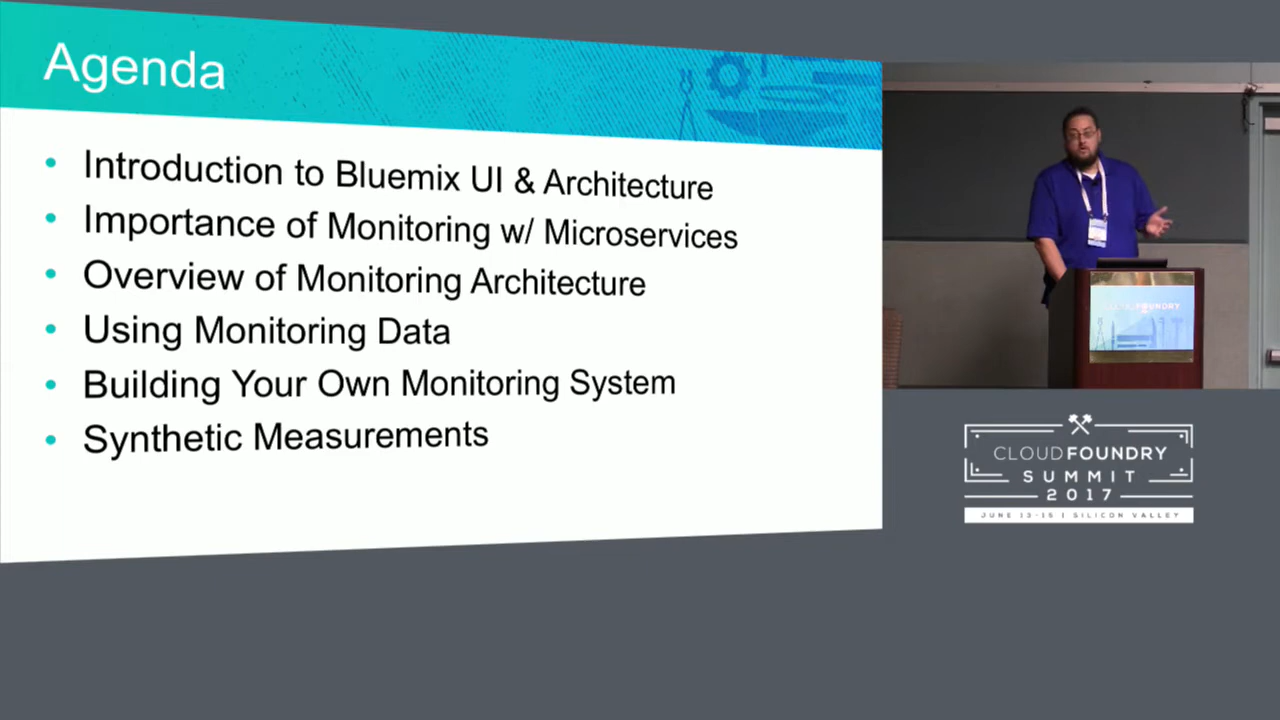 Agenda
• Introduction to Bluemix UI & Architecture
• Importance of Monitoring w/ Microservices
• Overview of Monitoring Architecture
• Using Monitoring Data
• Building Your Own Monitoring System
• Synthetic Measurements
CLOUD FOUNDRY
CLOUDFOUNDRY
SUMMIT
2017
JUNE 13-15 | SILICON VALLEY